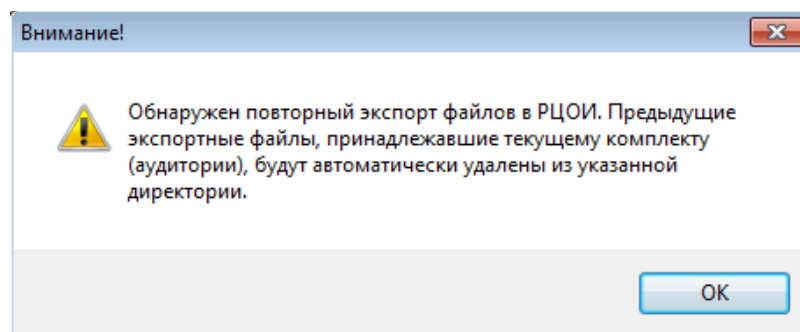 Внимание!
Обнаружен повторный экспорт файлов в РЦОИ. Предыдущие
экспортные файлы, принадлежавшие текущему комплекту
(аудитории), будут автоматически удалены из указанной
директории.
OK